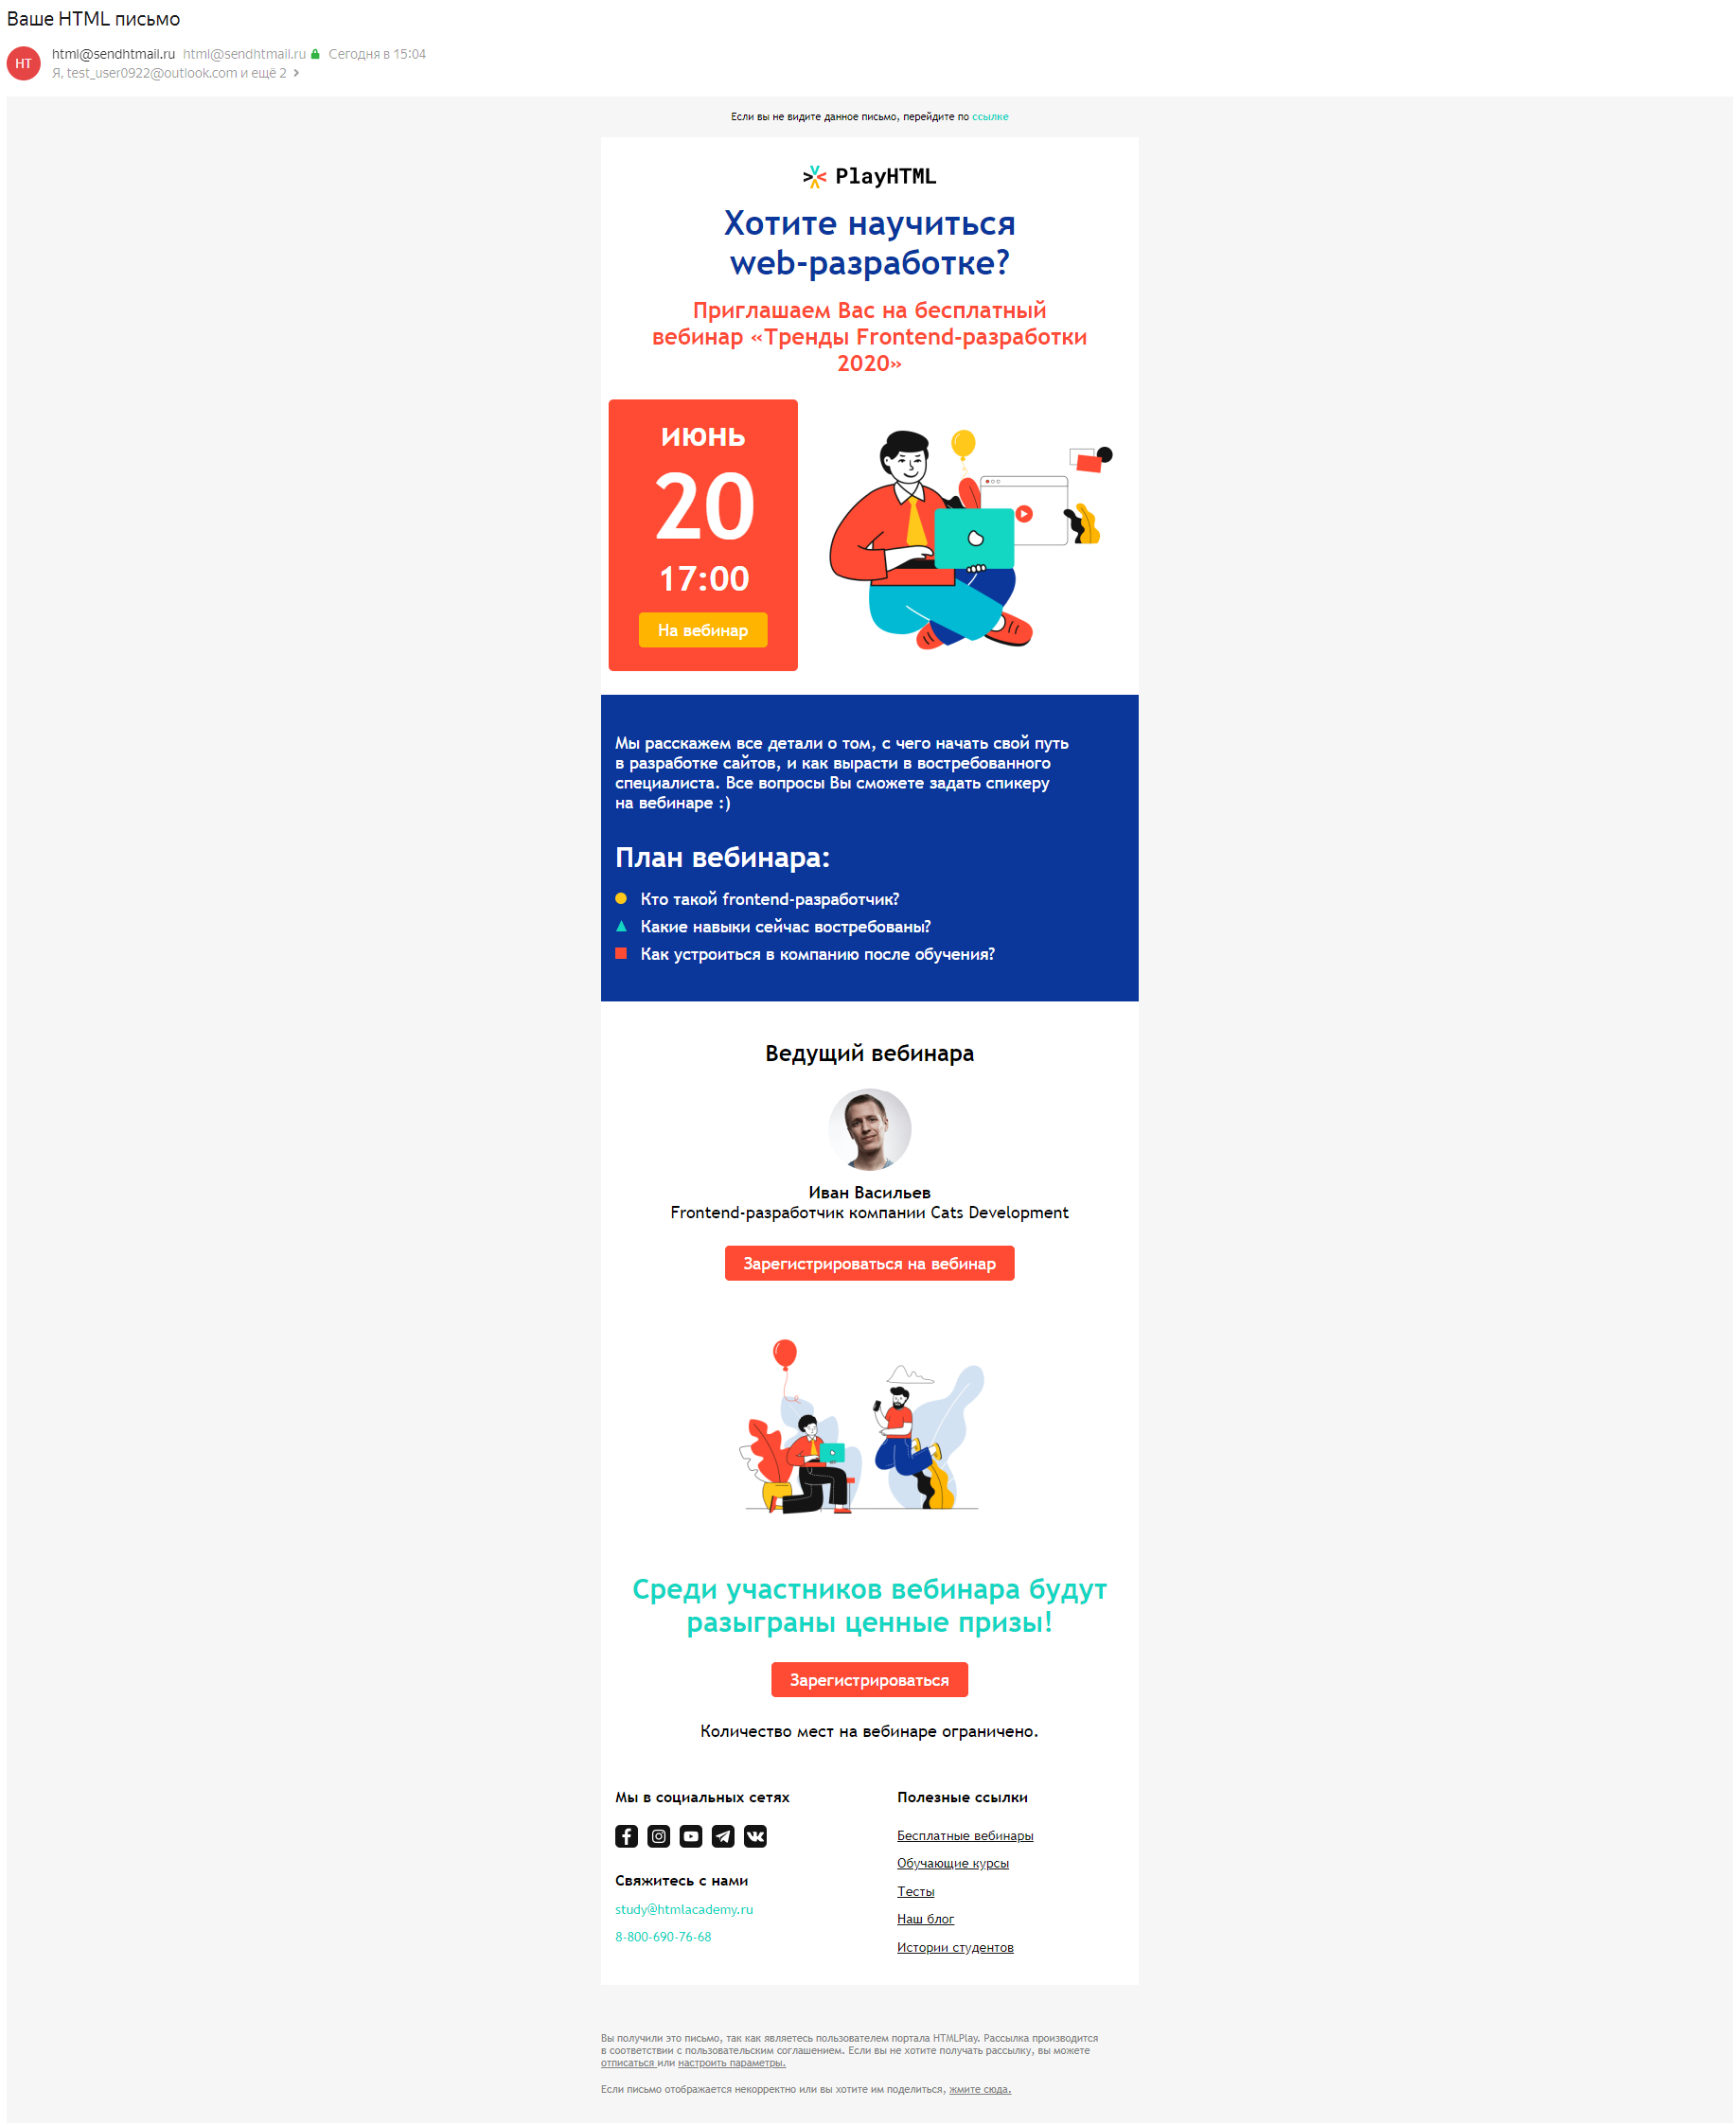 Ваше HTML письмо
HT
html@sendhtmail.ru html@sendhtmail.ru Сегодня в 15:04
Я, test_user0922@outlook.com и ещё 2
Если вы не видите данное письмо, перейдите по ссылке
PlayHTML
Хотите научиться
web-разработке?
Приглашаем Вас на бесплатный
вебинар «Тренды Frontend-разработки
2020»
июнь
20
17:00
На вебинар
Мы расскажем все детали о том, с чего начать свой путь
в разработке сайтов, и как вырасти в востребованного
специалиста. Все вопросы Вы сможете задать спикеру
на вебинаре :)
План вебинара:
Кто такой frontend-разработчик?
Какие навыки сейчас востребованы?
Как устроиться в компанию после обучения?
Ведущий вебинара
Иван Васильев
Frontend-разработчик компании Cats Development
Зарегистрироваться на вебинар
Среди участников вебинара будут
разыграны ценные призы!
Зарегистрироваться
Количество мест на вебинаре ограничено.
Мы в социальных сетях
Свяжитесь с нами
study@htmlacademy.ru
8-800-690-76-68
Полезные ссылки
Бесплатные вебинары
Обучающие курсы
Тесты
Наш блог
Истории студентов
Вы получили это письмо, так как являетесь пользователем портала HTMLPlay. Рассылка производится
в соответствии с пользовательским соглашением. Если вы не хотите получать рассылку, вы можете
отписаться или настроить параметры.
Если письмо отображается некорректно или вы хотите им поделиться, жмите сюда.